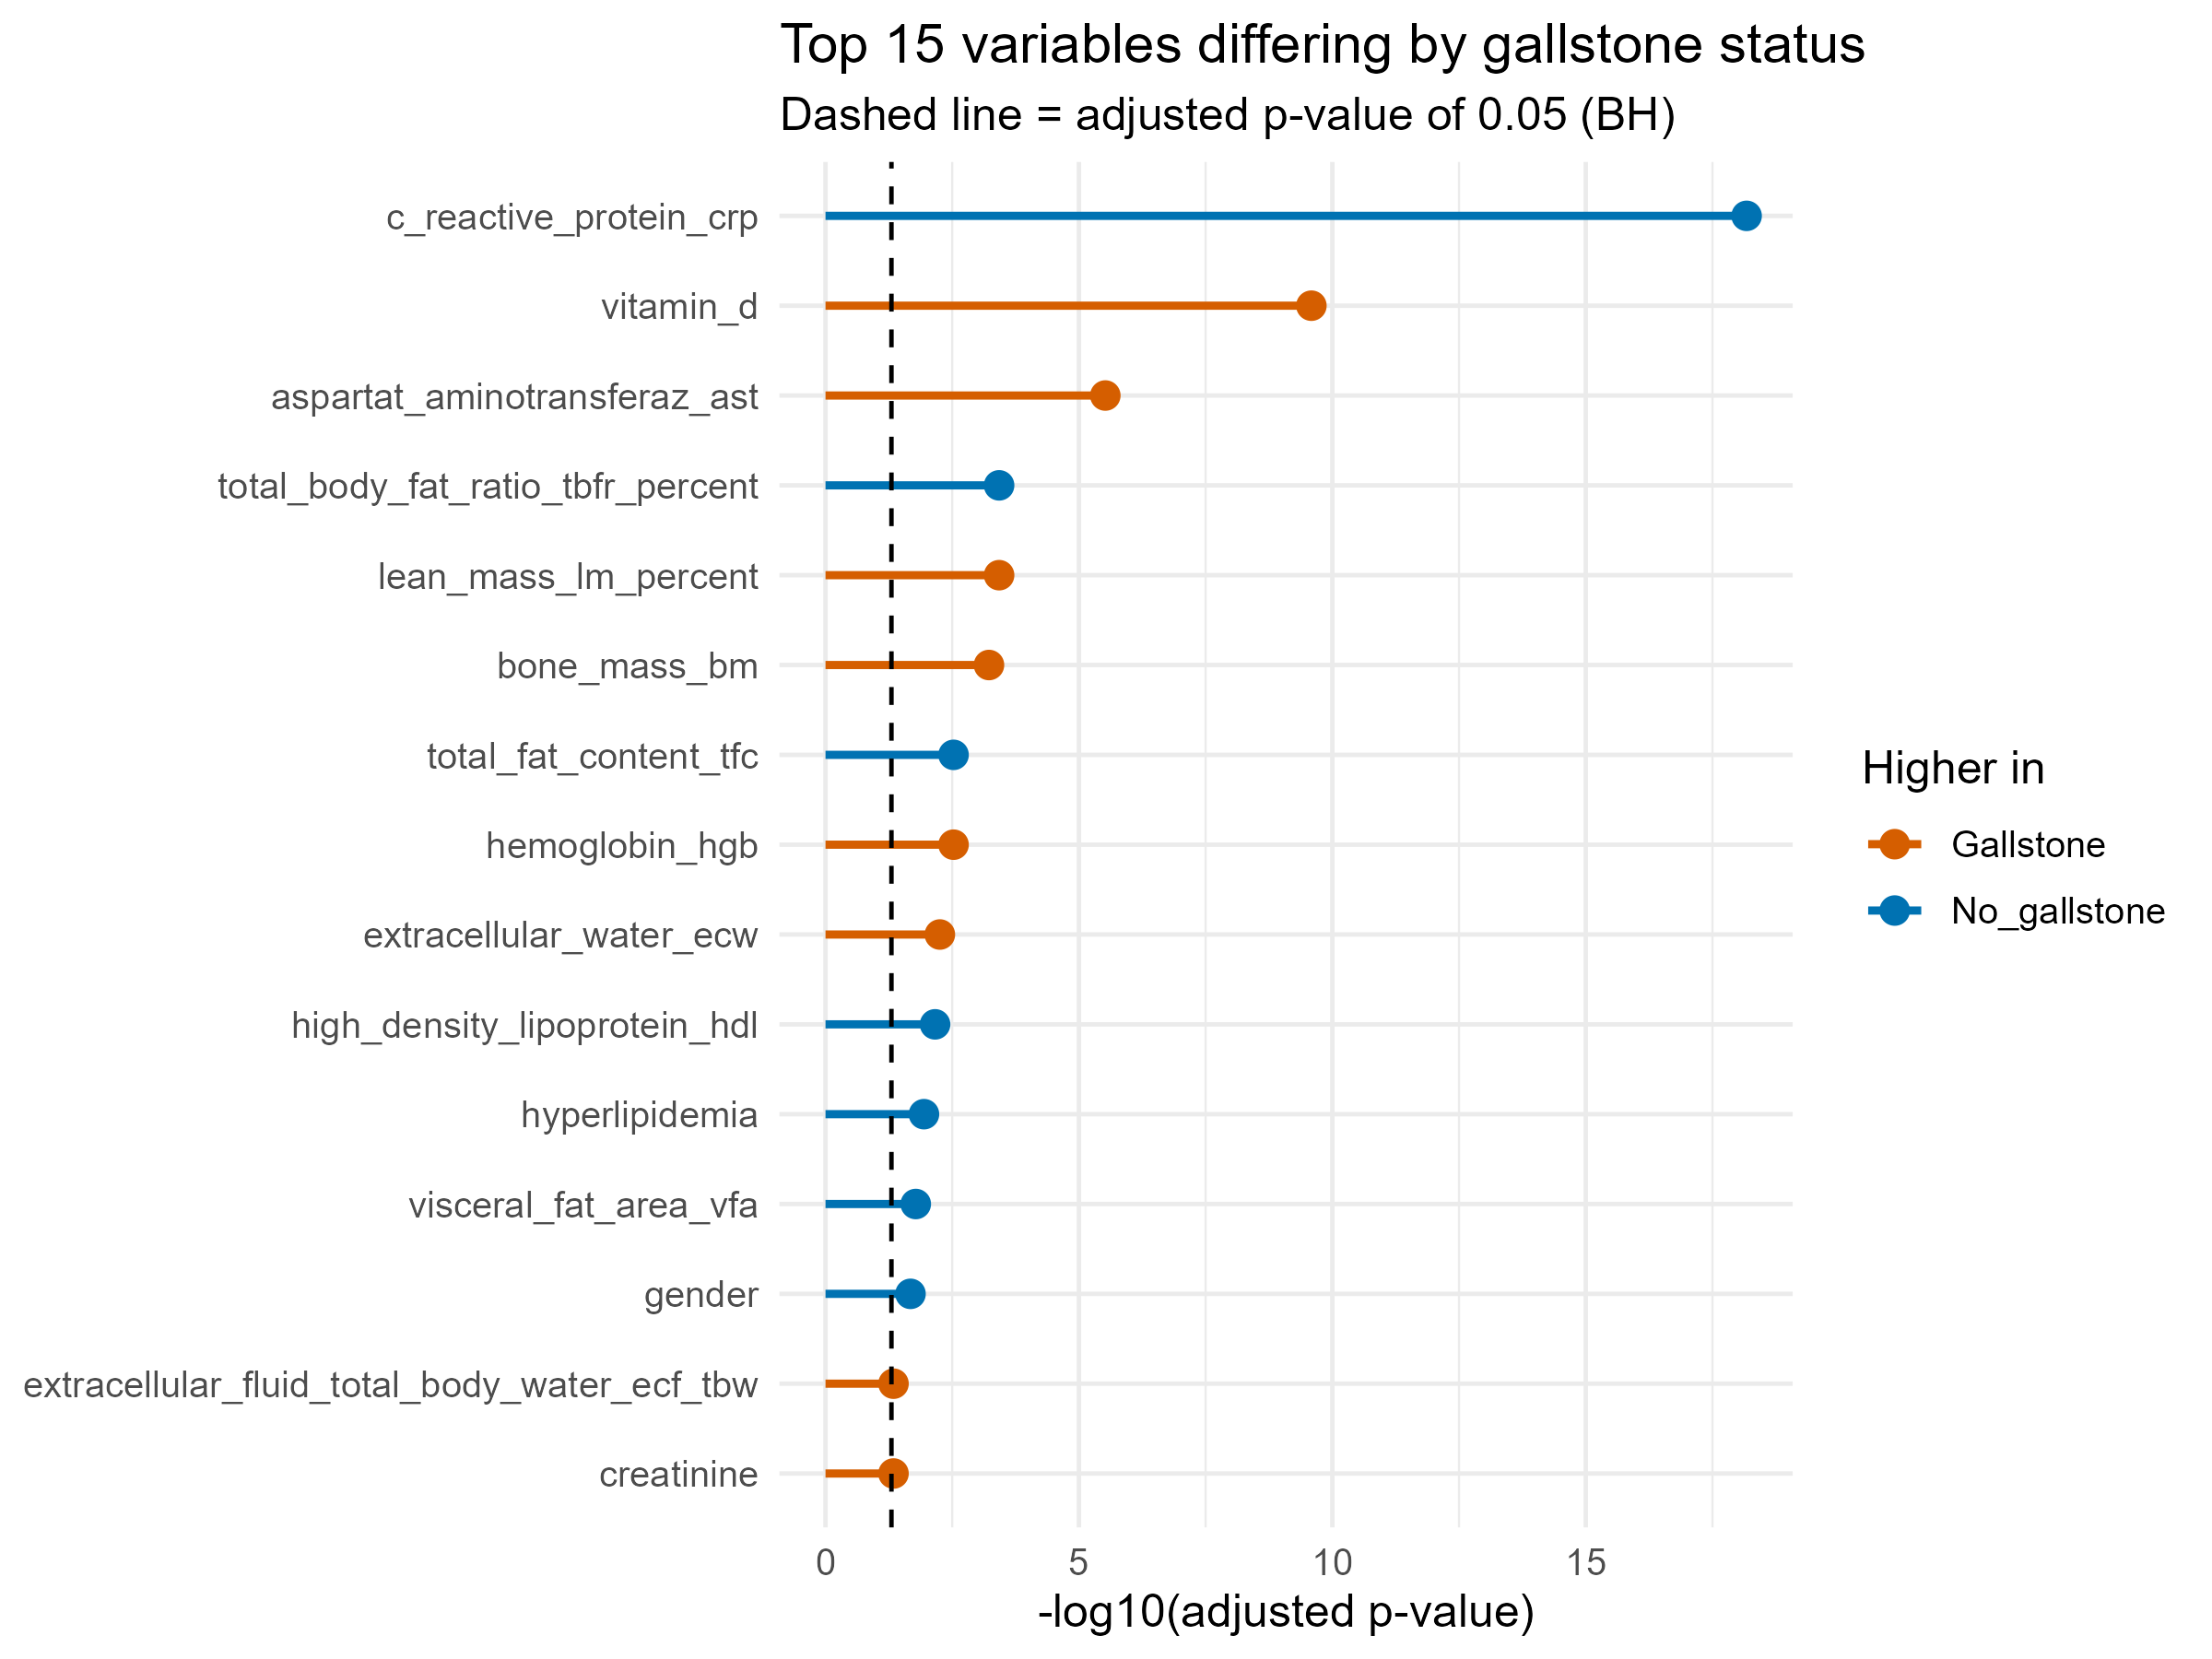 Top 15 variables differing by gallstone status
Dashed line = adjusted p-value of 0.05 (BH)
c_reactive_protein_crp
vitamin_d
aspartat_aminotransferaz_ast
total_body_fat_ratio_tbfr_percent
lean_mass_lm_percent
bone_mass_bm
total_fat_content_tfc
hemoglobin_hgb
extracellular_water_ecw
high_density_lipoprotein_hdl
hyperlipidemia
visceral_fat_area_vfa
gender
extracellular_fluid_total_body_water_ecf_tbw
creatinine
0 5 10 15
-log10(adjusted p-value)
Higher in
Gallstone
No_gallstone